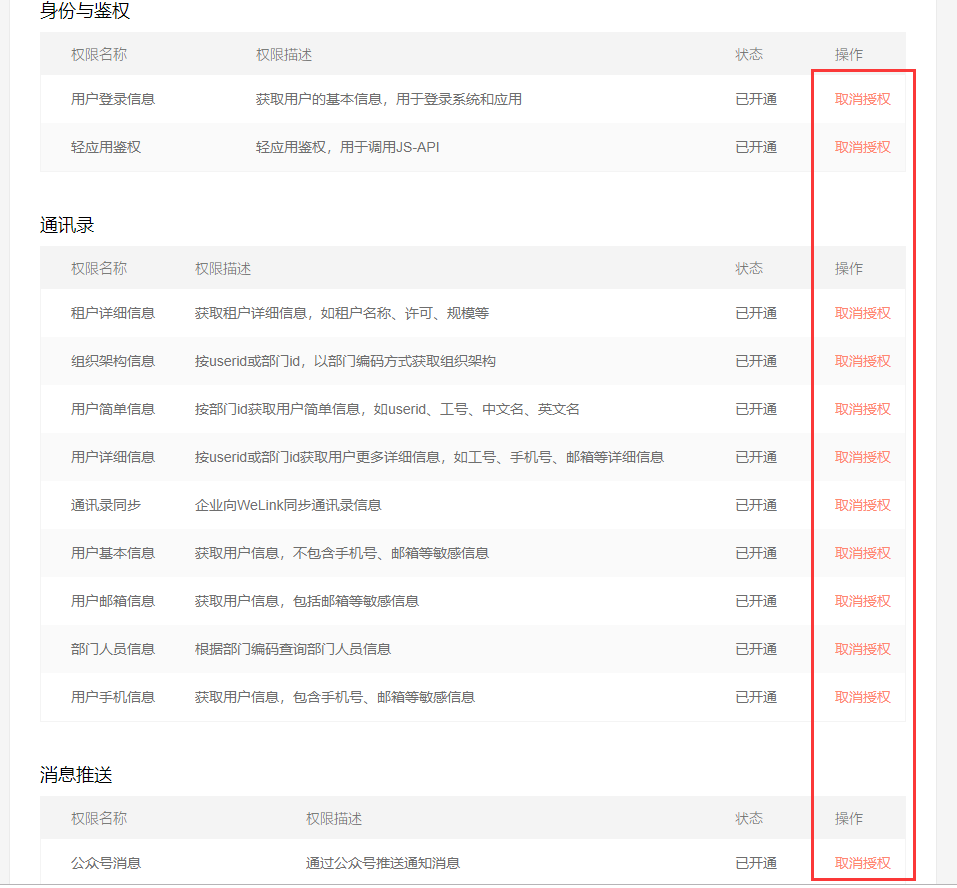 身份与鉴权
权限名称 权限描述 状态 操作
用户登录信息 获取用户的基本信息，用于登录系统和应用 已开通 取消授权
轻应用鉴权 轻应用鉴权，用于调用JS-API 已开通 取消授权
通讯录
权限名称 权限描述 状态 操作
租户详细信息 获取租户详细信息，如租户名称、许可、规模等 已开通 取消授权
组织架构信息 按userid或部门id，以部门编码方式获取组织架构 已开通 取消授权
用户简单信息 按部门id获取用户简单信息，如userid、工号、中文名、英文名 已开通 取消授权
用户详细信息 按userid或部门id获取用户更多详细信息，如工号、手机号、邮箱等详细信息 已开通 取消授权
通讯录同步 企业向WeLink同步通讯录信息 已开通 取消授权
用户基本信息 获取用户信息，不包含手机号、邮箱等敏感信息 已开通 取消授权
用户邮箱信息 获取用户信息，包括邮箱等敏感信息 已开通 取消授权
部门人员信息 根据部门编码查询部门人员信息 已开通 取消授权
用户手机信息 获取用户信息，包含手机号、邮箱等敏感信息 已开通 取消授权
消息推送
权限名称 权限描述 状态 操作
公众号消息 通过公众号推送通知消息 已开通 取消授权